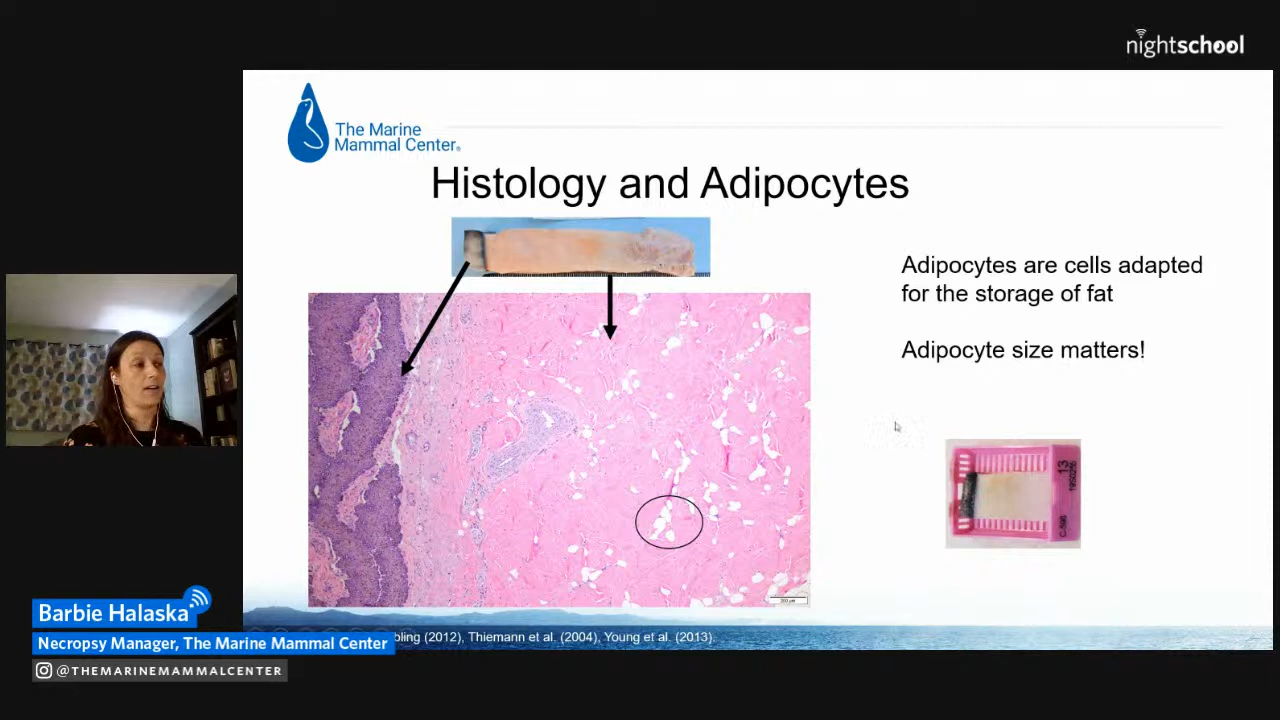 nightschool
The Marine
Mammal Center®
Histology and Adipocytes
Adipocytes are cells adapted
for the storage of fat
Adipocyte size matters!
13
Barbie Halaska
Necropsy Manager, The Marine Mammal Center
(2012), Thiemann et al. (2004), Young et al. (2013).
@THEMARINEMAMMALCENTER